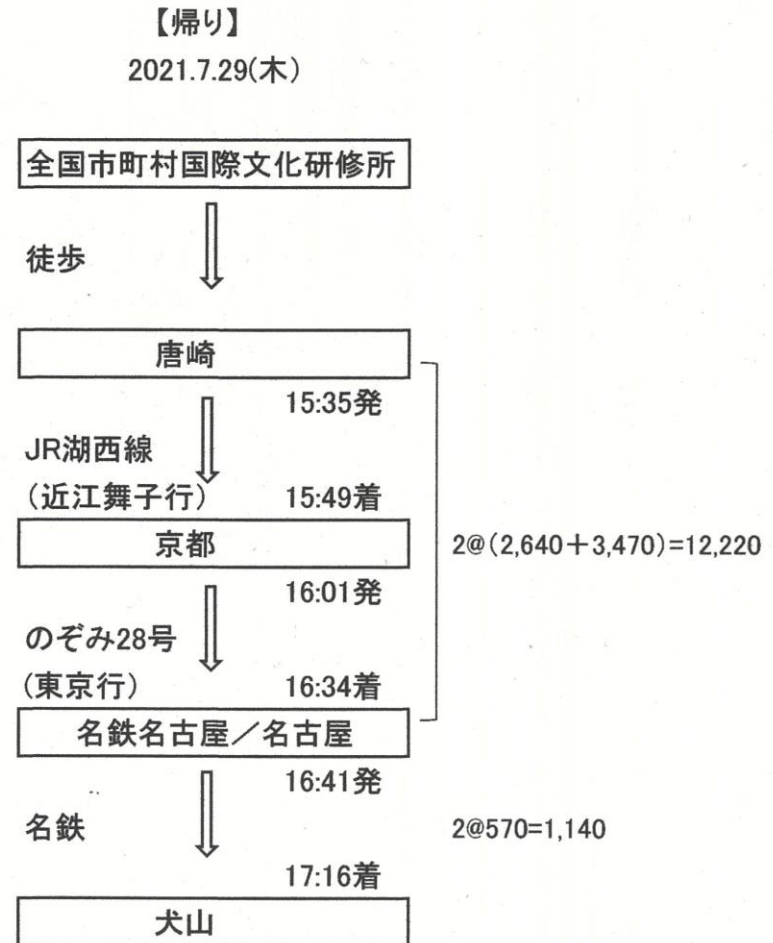 【帰り】
2021.7.29(木)
全国市町村国際文化研修所
徒歩
唐崎
15:35発
JR湖西線
(近江舞子行) 15:49着
京都
2@(2,640+3,470)=12,220
16:01発
のぞみ28号
(東京行) 16:34着
名鉄名古屋/名古屋
16:41発
名鉄
2@570=1,140
17:16着
犬山